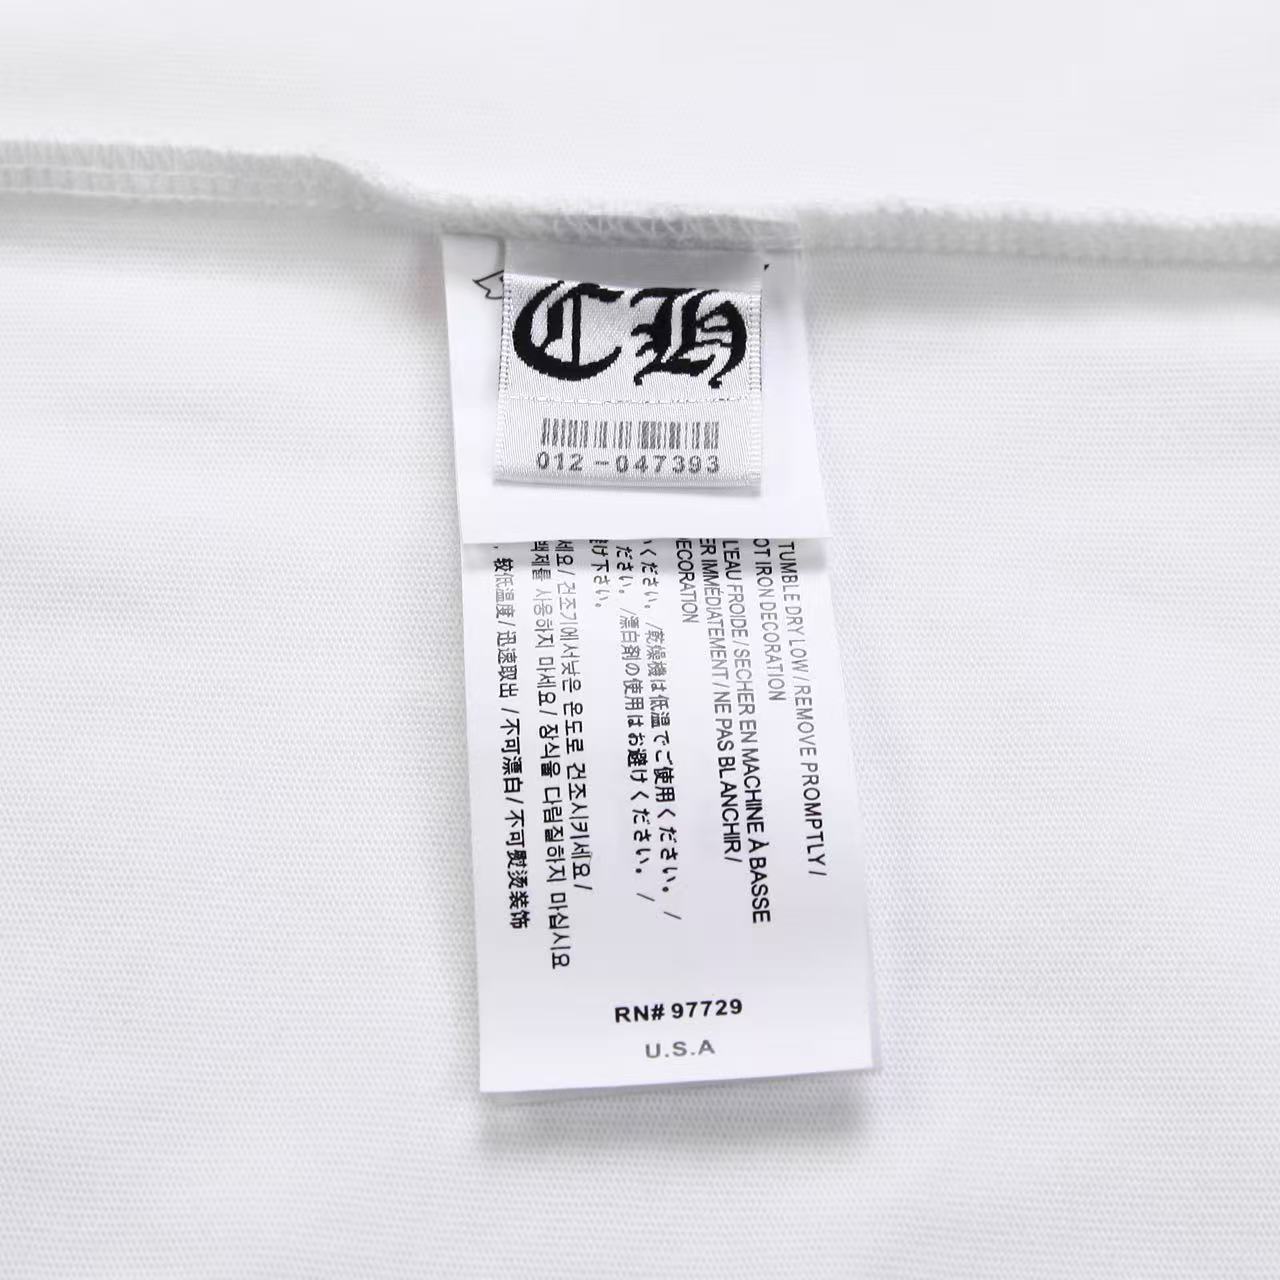 CH
012-047393
TUMBLE DRY LOW / REMOVE PROMPTLY /
OT IRON DECORATION
L'EAU FROIDE / SECHER EN MACHINE À BASSE
ER IMMÉDIATEMENT / NE PAS BLANCHIR /
ECORATION
いください。/乾燥機は低温でご使用ください。/
ださい。/漂白剤の使用はお避けください。/
け下さい。
세요/ 건조기에서낮은 온도로 건조시키세요/
백제를 사용하지 마세요/ 장식을 다림질하지 마십시요
较低温度/迅速取出 /不可漂白/不可熨烫装饰
RN# 97729
U.S.A